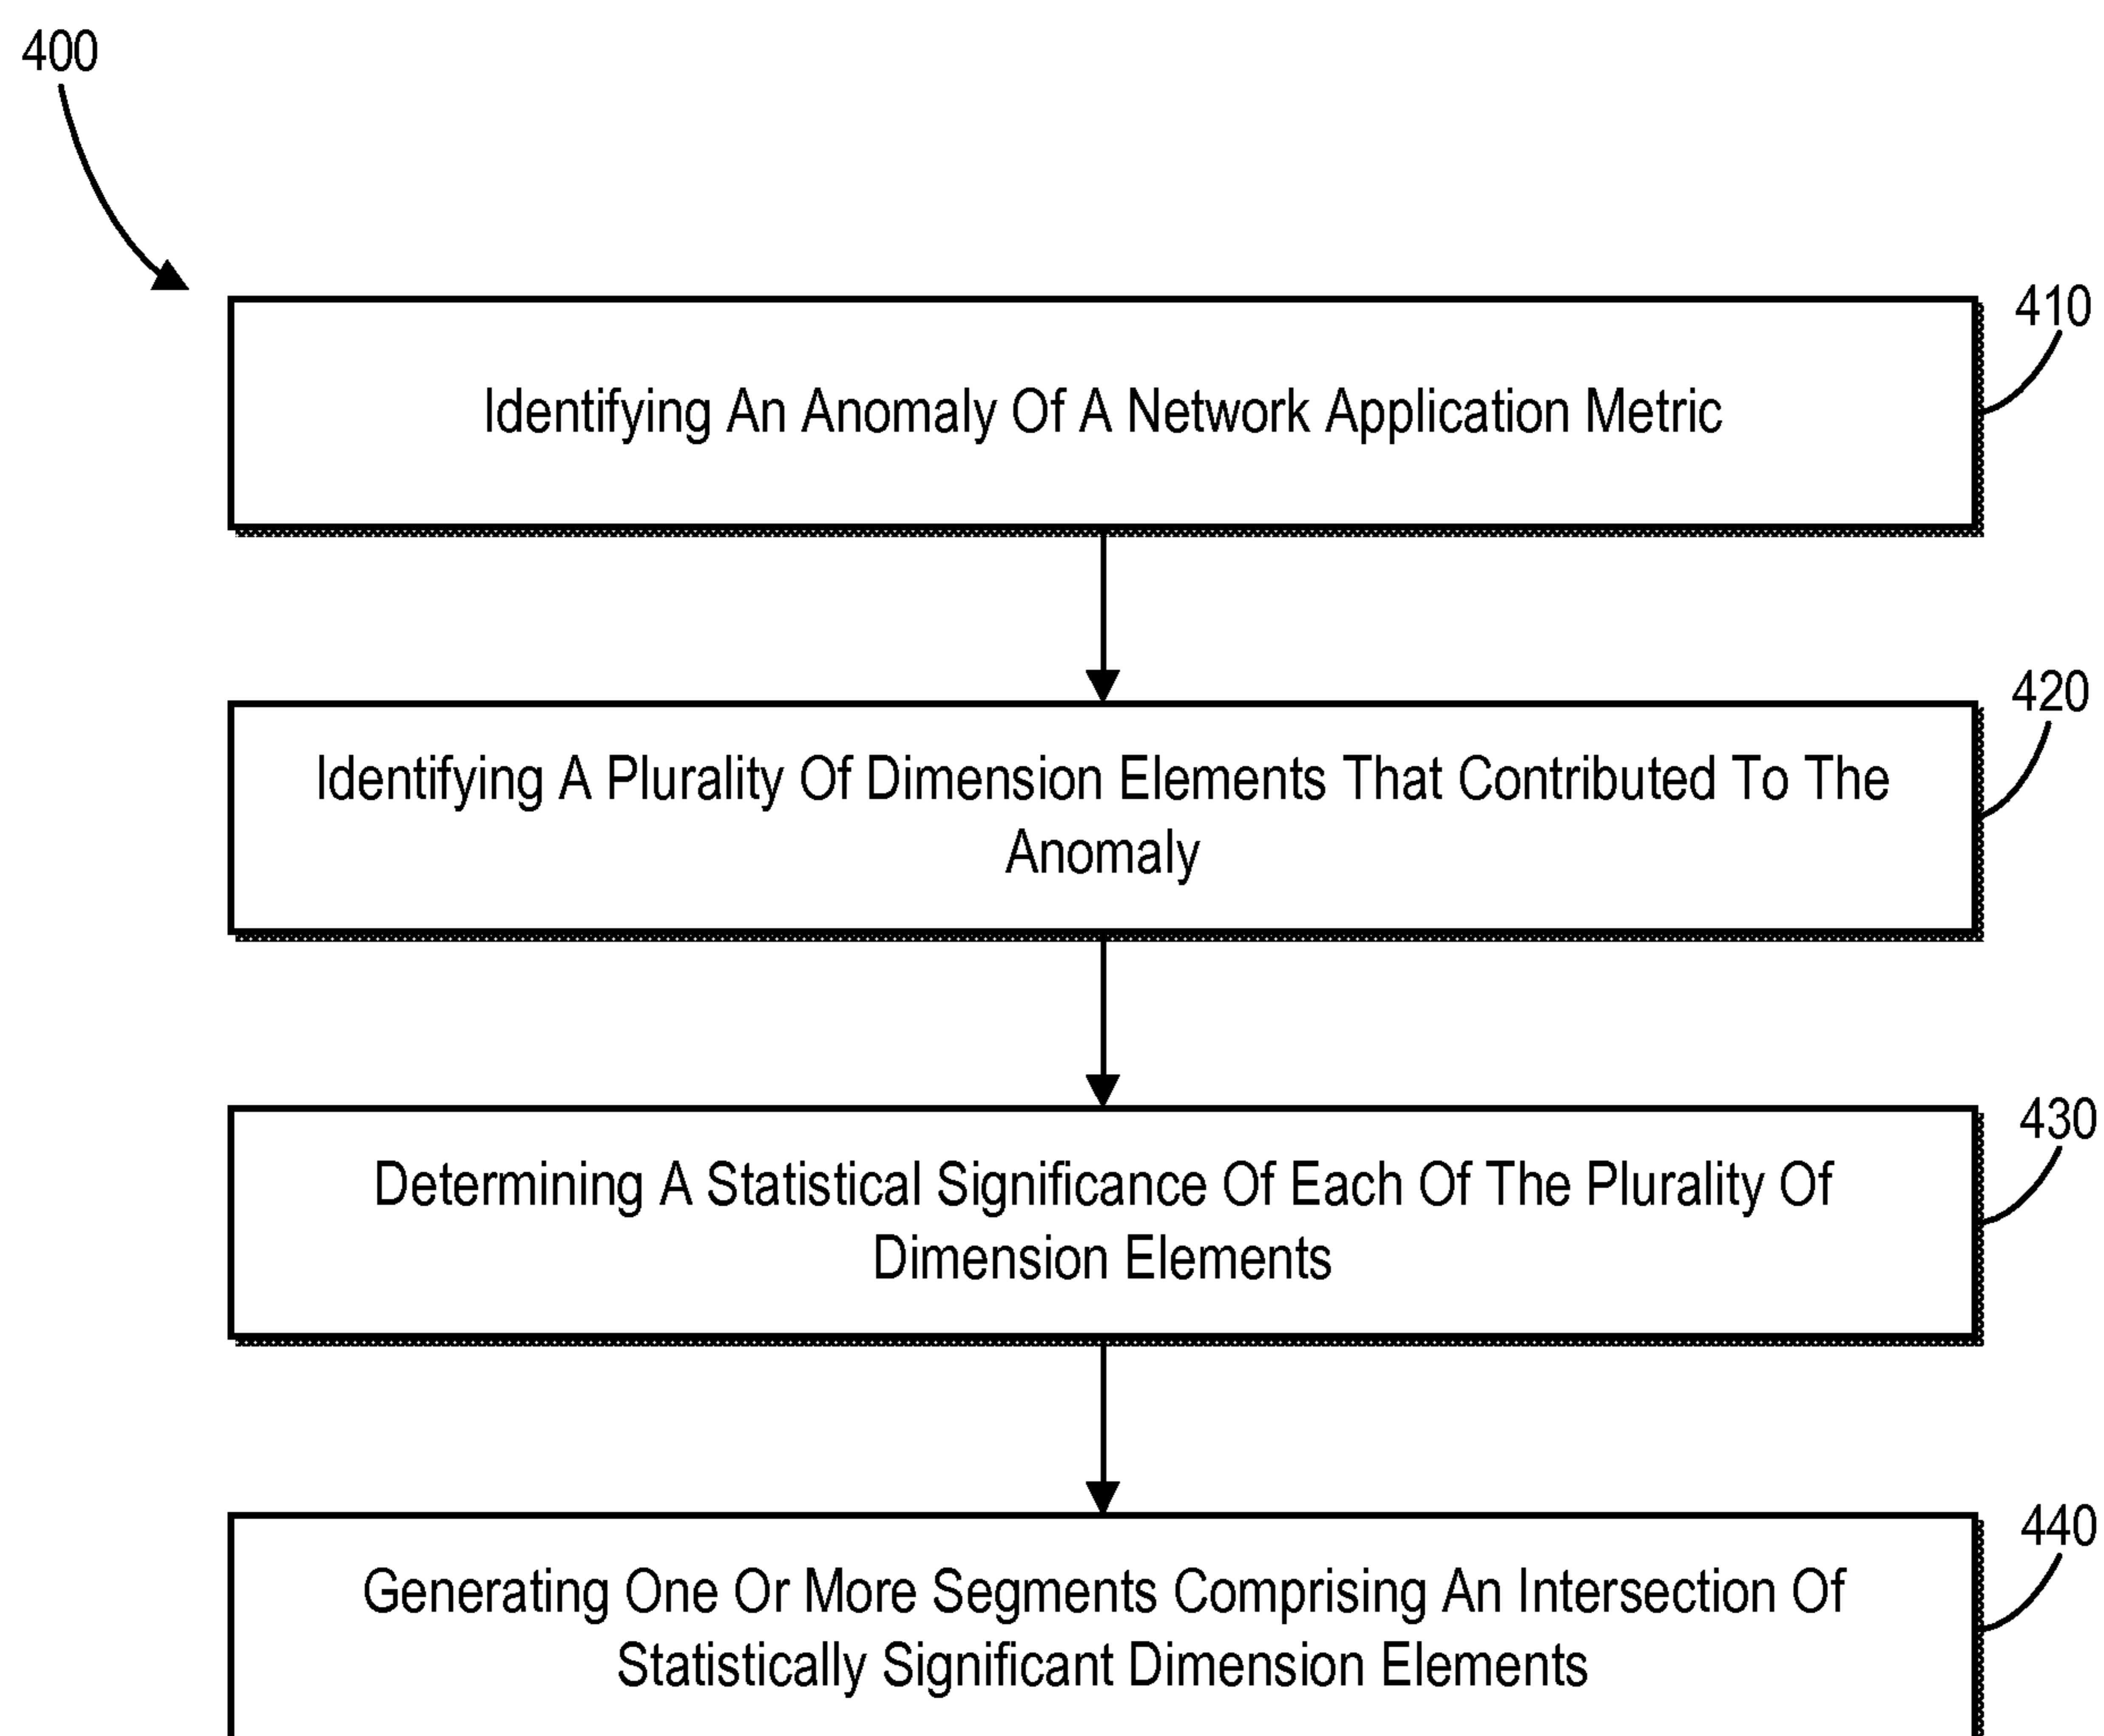 400
410
Identifying An Anomaly Of A Network Application Metric
420
Identifying A Plurality Of Dimension Elements That Contributed To The
Anomaly
430
Determining A Statistical Significance Of Each Of The Plurality Of
Dimension Elements
440
Generating One Or More Segments Comprising An Intersection Of
Statistically Significant Dimension Elements